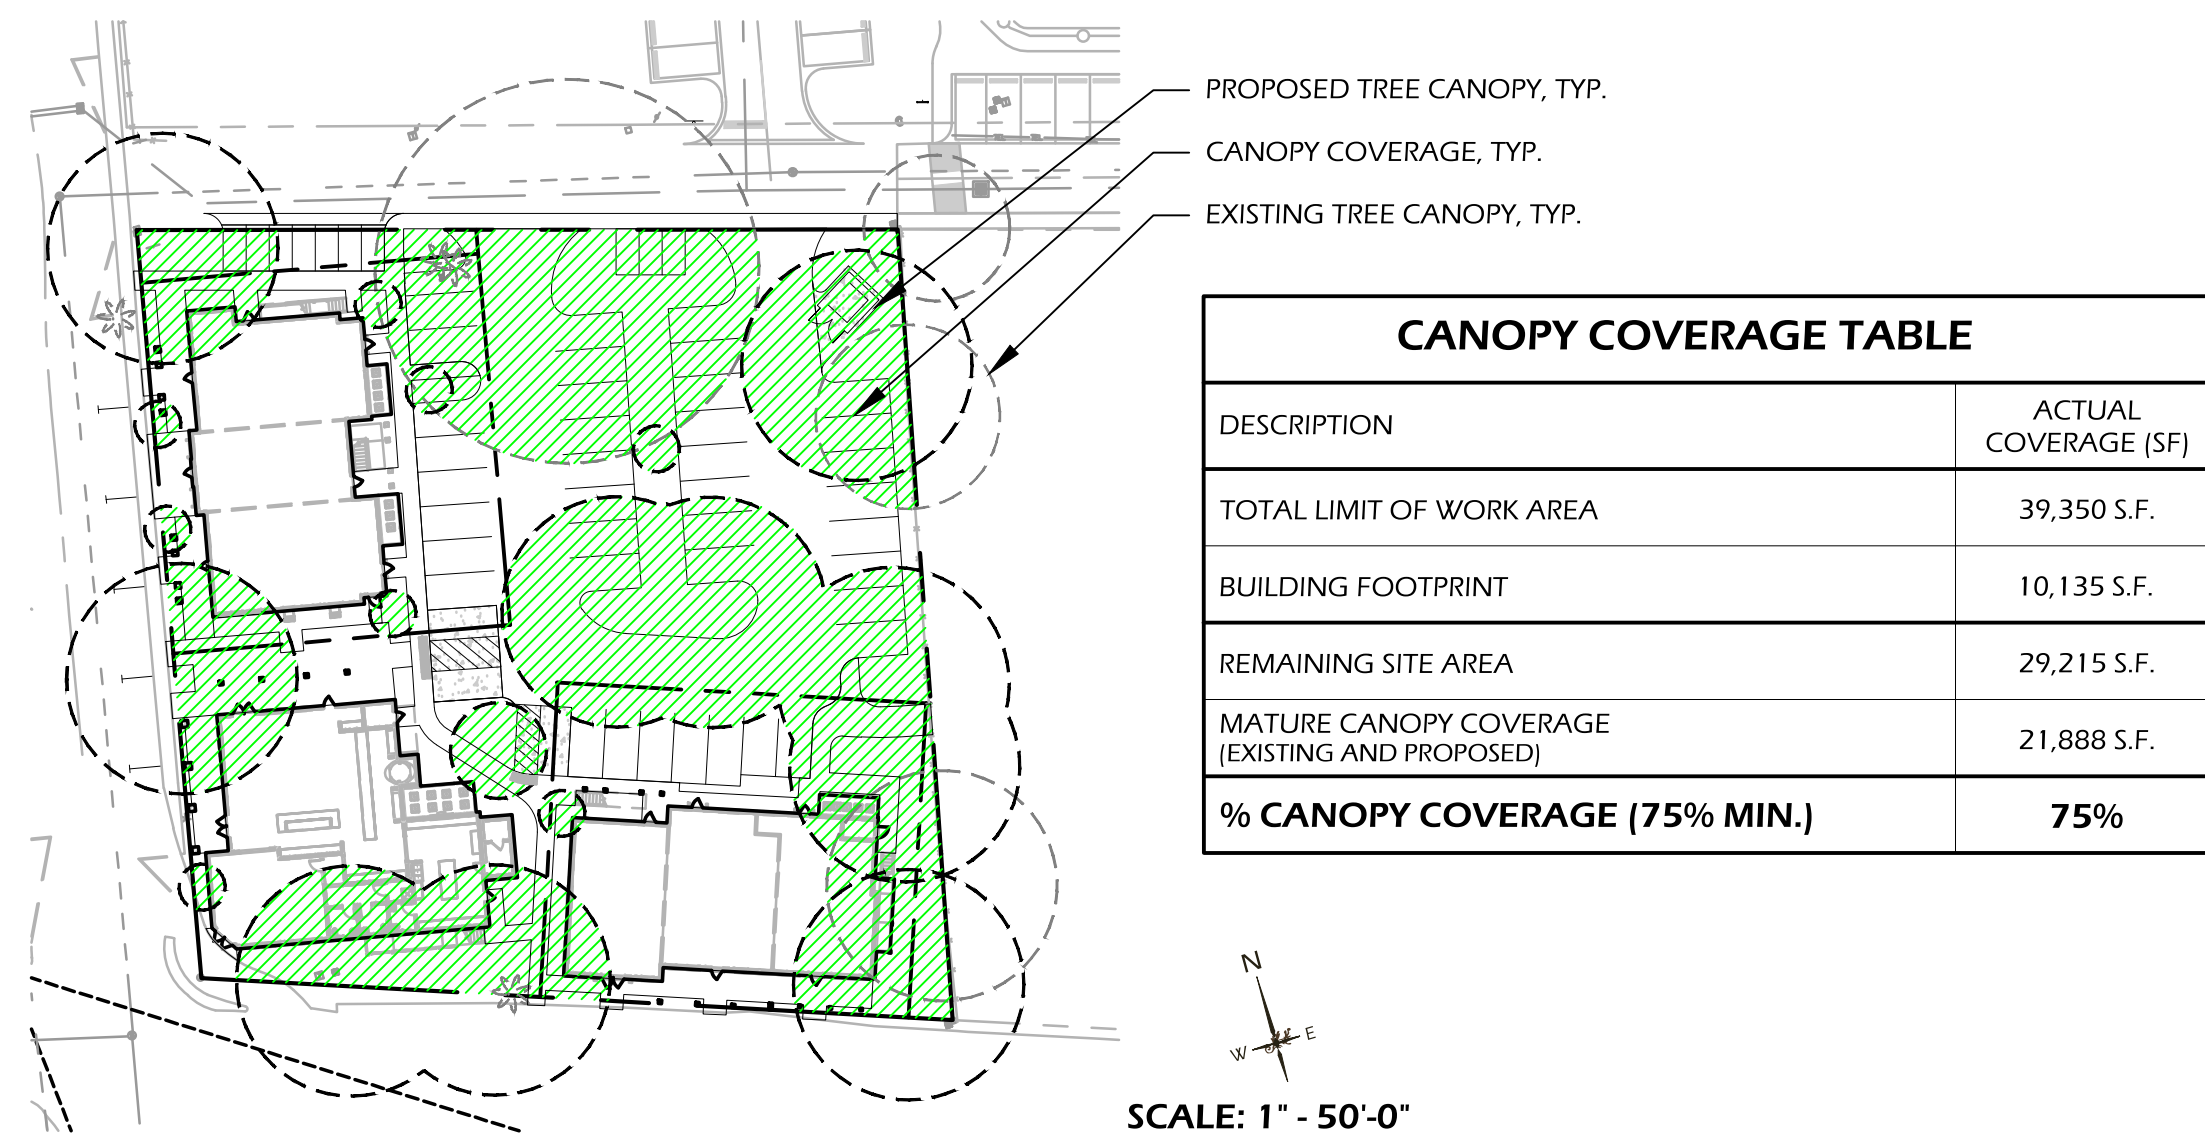 PROPOSED TREE CANOPY, TYP.
CANOPY COVERAGE, TYP.
EXISTING TREE CANOPY, TYP.
CANOPY COVERAGE TABLE
DESCRIPTION
ACTUAL
COVERAGE (SF)
TOTAL LIMIT OF WORK AREA
39,350 S.F.
BUILDING FOOTPRINT
10,135 S.F.
REMAINING SITE AREA
29,215 S.F.
MATURE CANOPY COVERAGE
(EXISTING AND PROPOSED)
21,888 S.F.
% CANOPY COVERAGE (75% MIN.)
75%
N
W
E
SCALE: 1" - 50'-0"